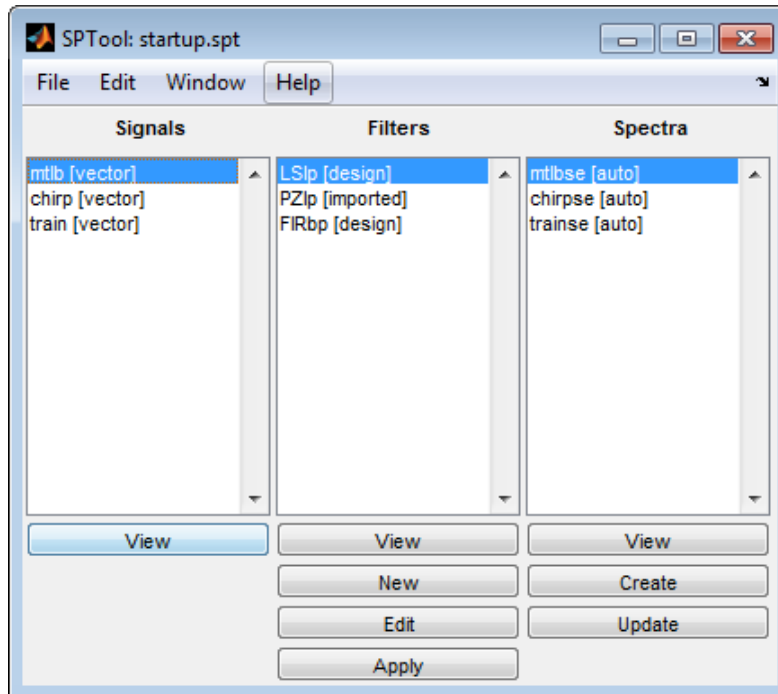 SPTool: startup.spt
File Edit Window Help
Signals
mtlb [vector]
chirp [vector]
train [vector]
View
Filters
LSlp [design]
PZlp [imported]
FIRbp [design]
View
New
Edit
Apply
Spectra
mtlbse [auto]
chirpse [auto]
trainse [auto]
View
Create
Update